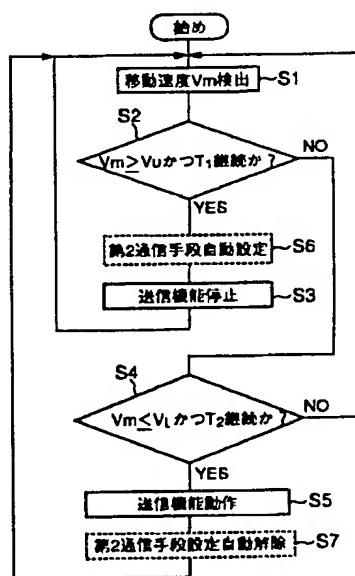 始め
移動速度Vm検出 S1
S2
Vm≧VUかつT1継続か? NO
YES
第2通信手段自動設定 S6
送信機能停止 S3
S4
Vm≦VLかつT2継続か? NO
YES
送信機能動作 S5
第2通信手段設定自動解除 S7